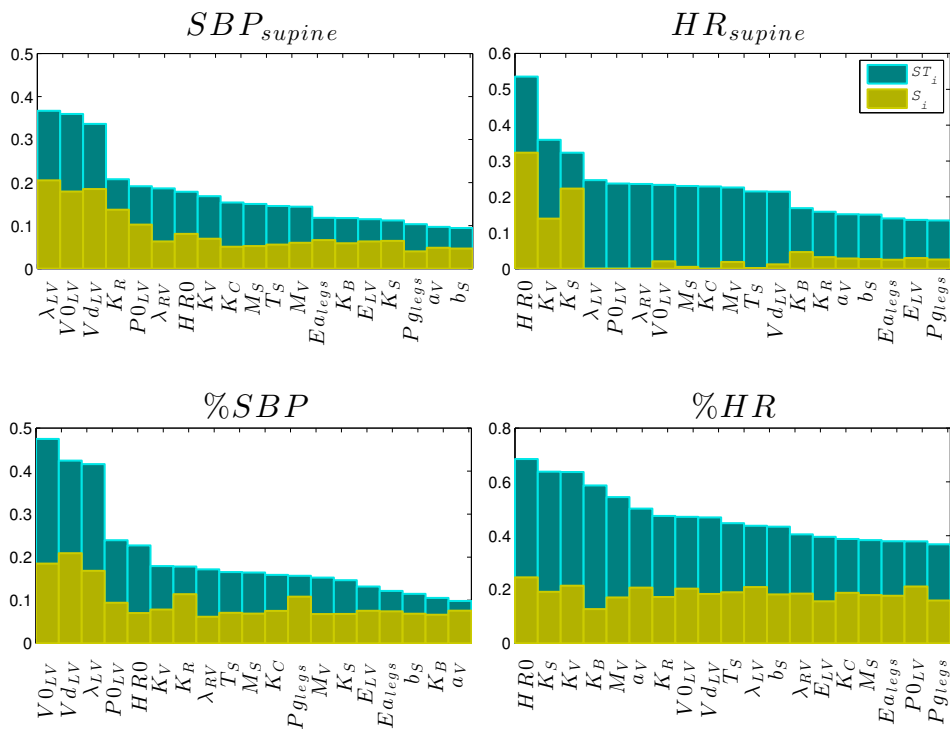 SBP_supine
0.5
0.4
0.3
0.2
0.1
0
λ_LV V0_LV Vd_LV K_R P0_LV λ_RV HR0 K_V K_C M_S T_S M_V Ea_legs K_B E_LV K_S Pg_legs a_V b_S
HR_supine
0.6
0.5
0.4
0.3
0.2
0.1
0
ST_i
S_i
HR0 K_V K_S λ_LV P0_LV λ_RV V0_LV M_S K_C M_V T_S Vd_LV K_B K_R a_V b_S Ea_legs E_LV Pg_legs
%SBP
0.5
0.4
0.3
0.2
0.1
0
V0_LV Vd_LV λ_LV P0_LV HR0 K_V K_R λ_RV T_S M_S K_C Pg_legs M_V K_S E_LV Ea_legs b_S K_B a_V
%HR
0.8
0.6
0.4
0.2
0
HR0 K_S K_V K_B M_V a_V K_R V0_LV Vd_LV T_S λ_LV b_S λ_RV E_LV K_C M_S Ea_legs P0_LV Pg_legs